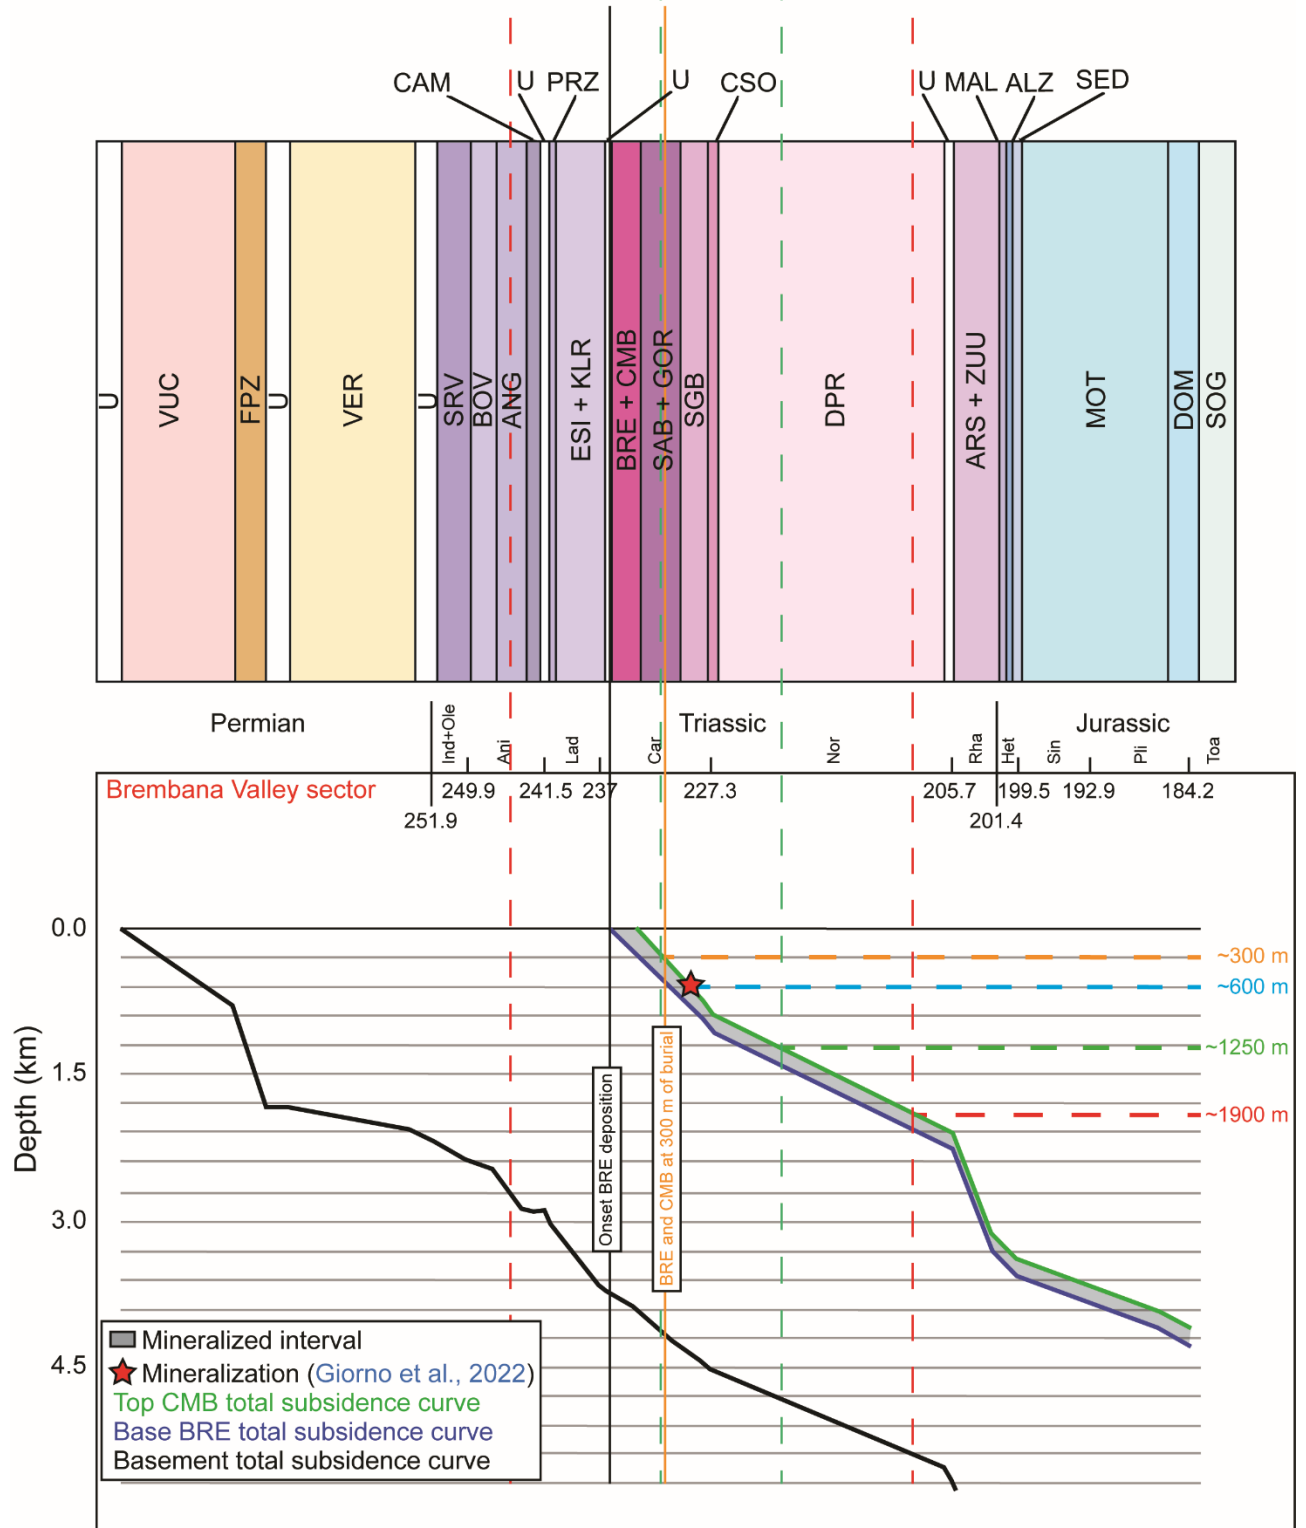 CAM
U
PRZ
U
CSO
U
MAL
ALZ
SED
U
VUC
FPZ
U
VER
U
SRV
BOV
ANG
ESI + KLR
BRE + CMB
SAB + GOR
SGB
DPR
ARS + ZUU
MOT
DOM
SOG
Permian
Triassic
Jurassic
Ind+Ole
Ani
Lad
Car
Nor
Rha
Het
Sin
Pli
Toa
Brembana Valley sector
249.9
241.5
237
227.3
205.7
199.5
192.9
184.2
251.9
201.4
Depth (km)
0.0
1.5
3.0
4.5
~300 m
~600 m
~1250 m
~1900 m
Onset BRE deposition
BRE and CMB at 300 m of burial
Mineralized interval
Mineralization (Giorno et al., 2022)
Top CMB total subsidence curve
Base BRE total subsidence curve
Basement total subsidence curve